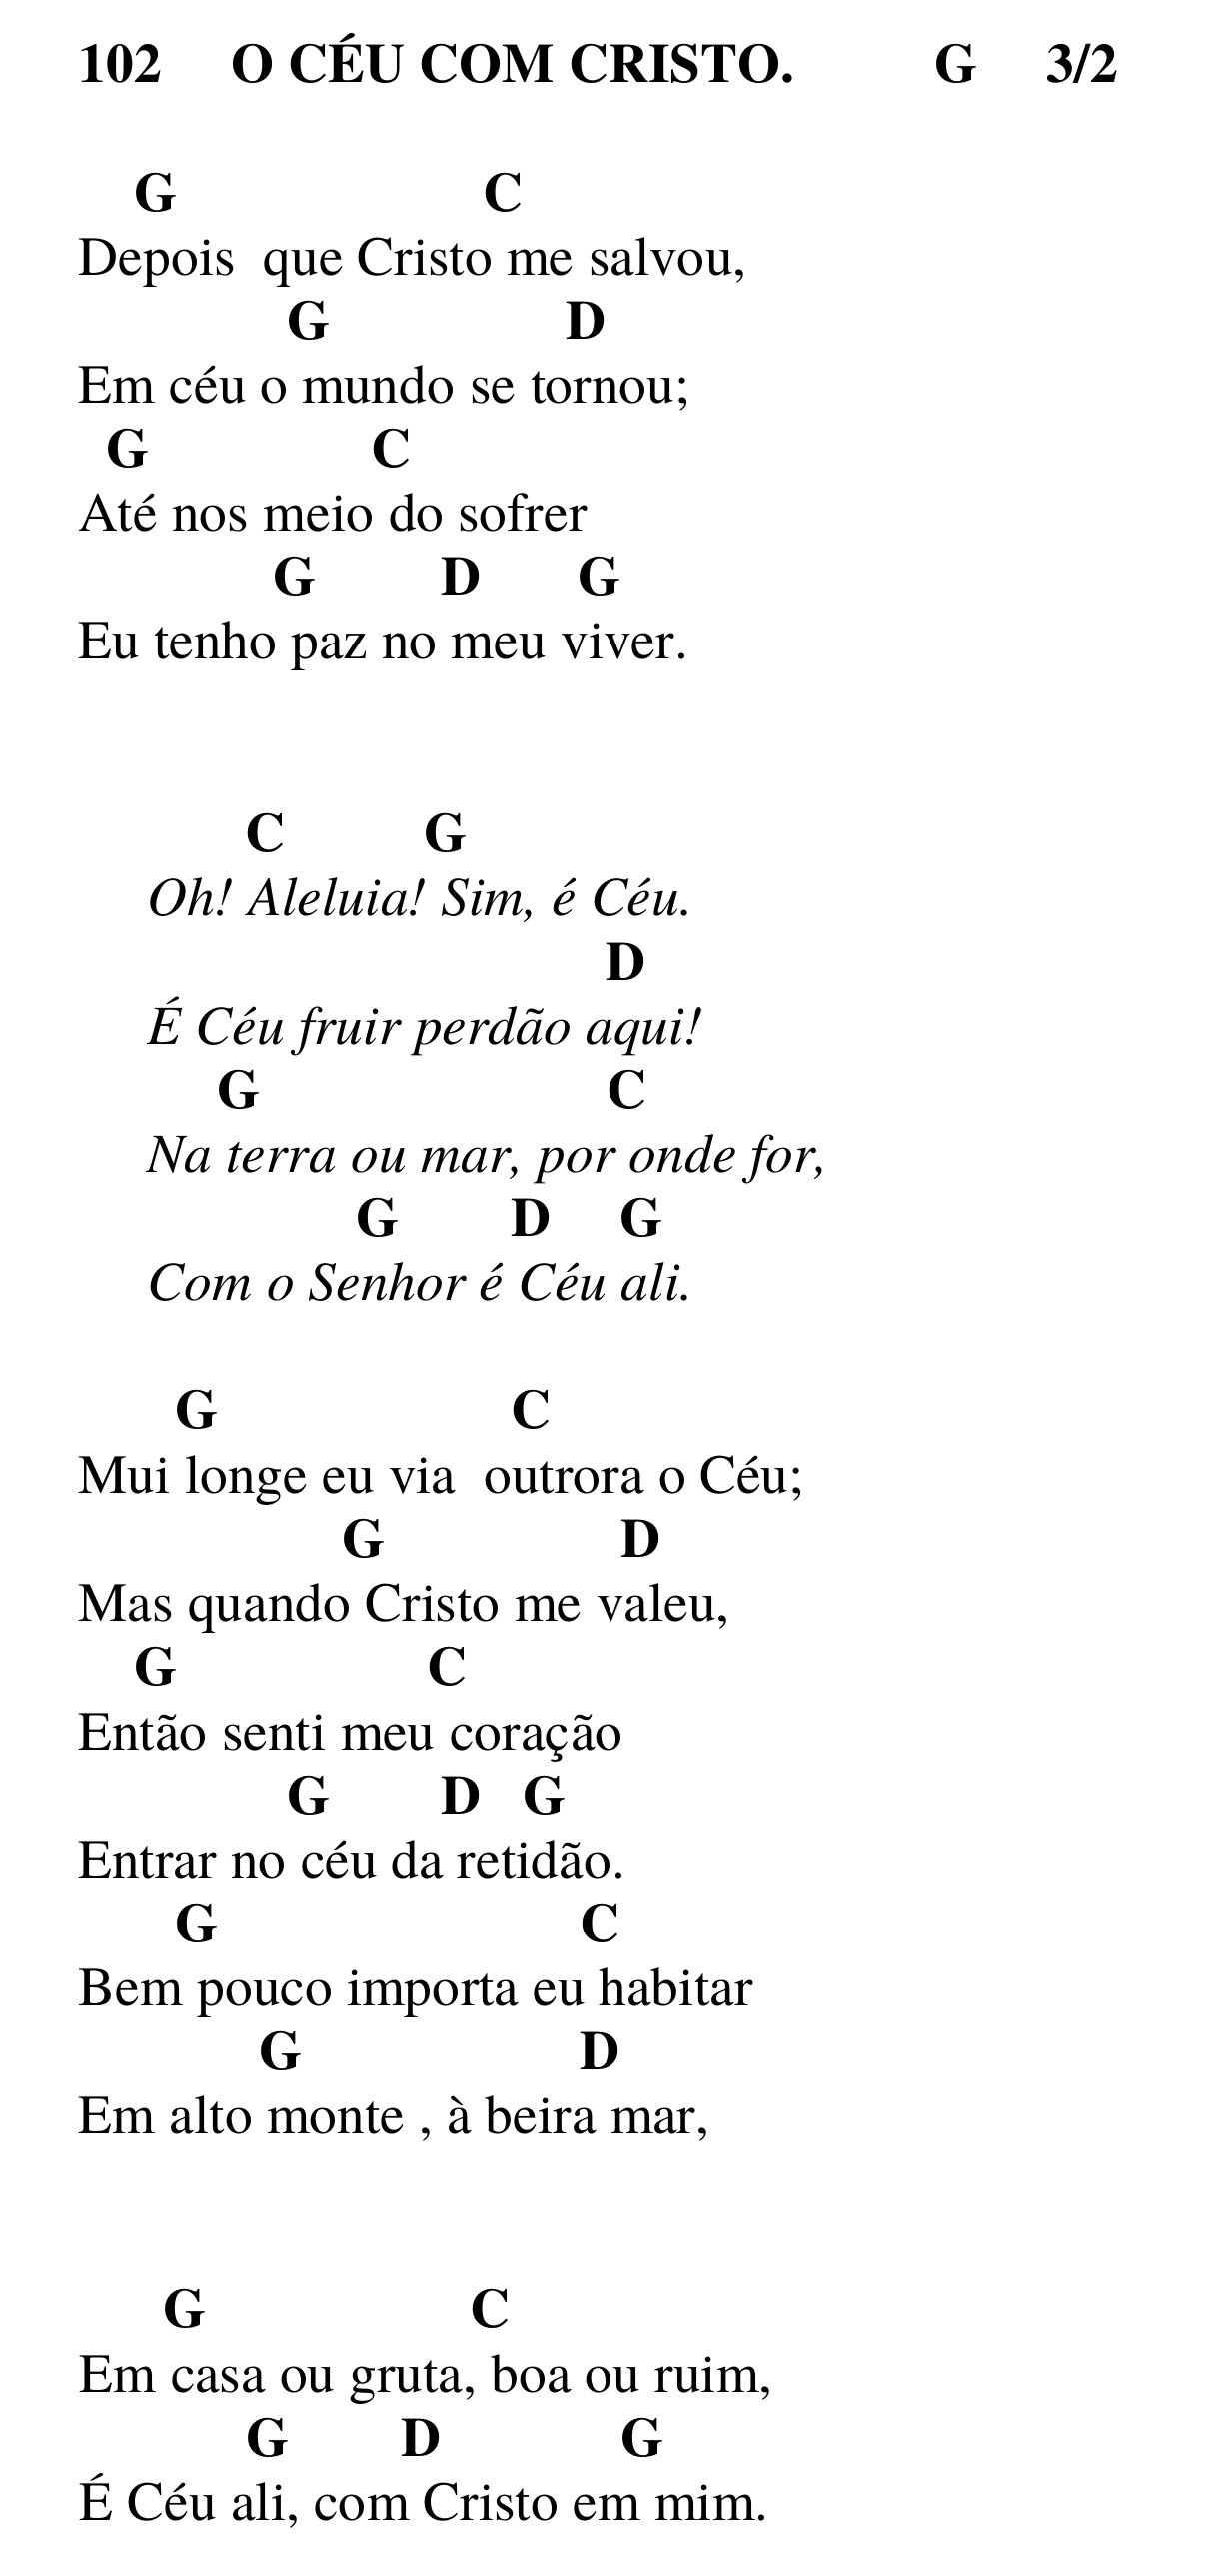 102 O CÉU COM CRISTO. G 3/2
G C
Depois que Cristo me salvou,
G D
Em céu o mundo se tornou;
G C
Até nos meio do sofrer
G D G
Eu tenho paz no meu viver.
C G
Oh! Aleluia! Sim, é Céu.
D
É Céu fruir perdão aqui!
G C
Na terra ou mar, por onde for,
G D G
Com o Senhor é Céu ali.
G C
Mui longe eu via outrora o Céu;
G D
Mas quando Cristo me valeu,
G C
Então senti meu coração
G D G
Entrar no céu da retidão.
G C
Bem pouco importa eu habitar
G D
Em alto monte , à beira mar,
G C
Em casa ou gruta, boa ou ruim,
G D G
É Céu ali, com Cristo em mim.